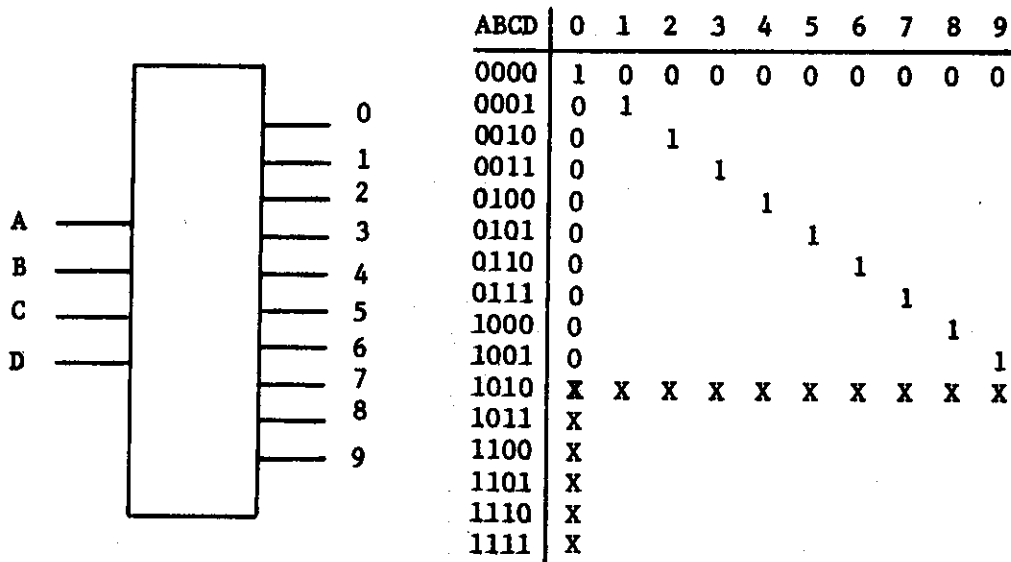 A
B
C
D
0
1
2
3
4
5
6
7
8
9
ABCD 0 1 2 3 4 5 6 7 8 9
0000 1 0 0 0 0 0 0 0 0 0
0001 0 1
0010 0 1
0011 0 1
0100 0 1
0101 0 1
0110 0 1
0111 0 1
1000 0 1
1001 0 1
1010 X X X X X X X X X X
1011 X
1100 X
1101 X
1110 X
1111 X